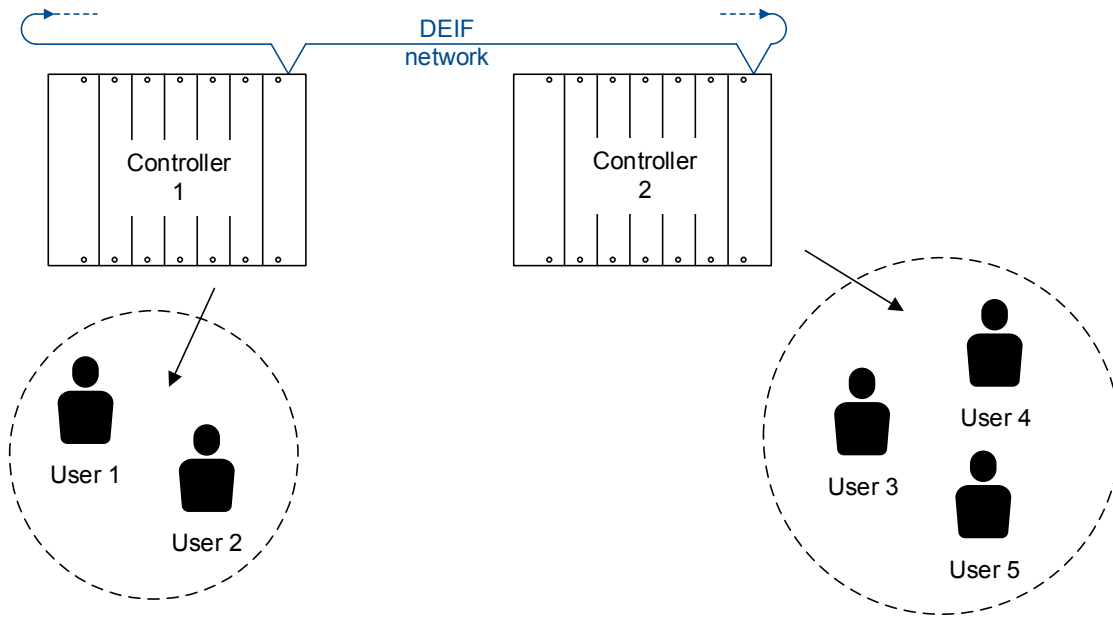 DEIF
network
Controller
1
Controller
2
User 1
User 2
User 3
User 4
User 5